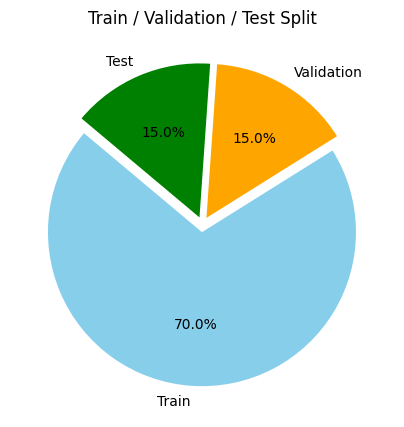 Train / Validation / Test Split
Test
Validation
15.0%
15.0%
70.0%
Train